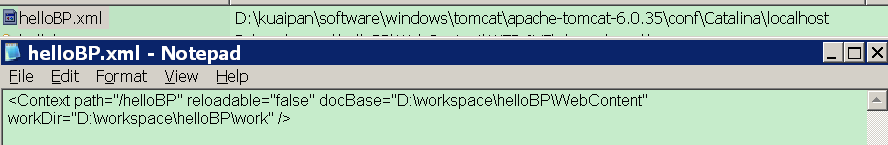 helloBP.xml D:\kuaipan\software\windows\tomcat\apache-tomcat-6.0.35\conf\Catalina\localhost
helloBP.xml - Notepad
File Edit Format View Help
<Context path="/helloBP" reloadable="false" docBase="D:\workspace\helloBP\WebContent"
workDir="D:\workspace\helloBP\work" />